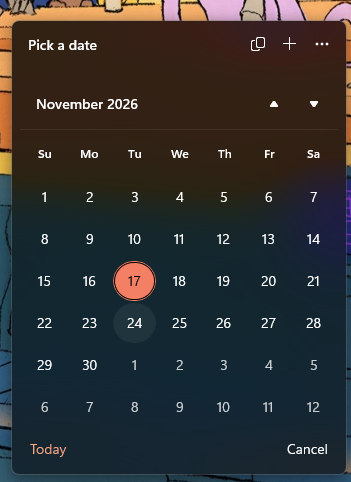 Pick a date
November 2026
Su Mo Tu We Th Fr Sa
1 2 3 4 5 6 7
8 9 10 11 12 13 14
15 16 17 18 19 20 21
22 23 24 25 26 27 28
29 30 1 2 3 4 5
6 7 8 9 10 11 12
Today Cancel